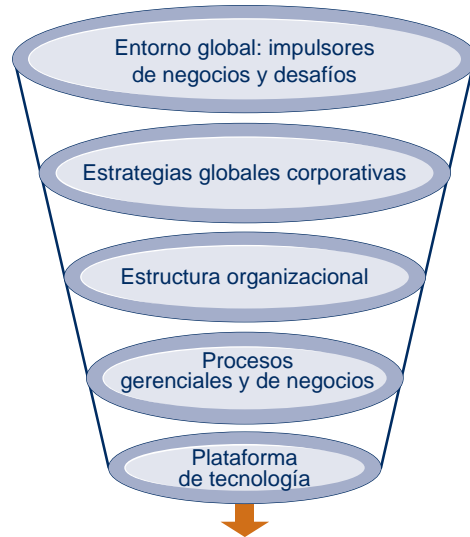 Entorno global: impulsores
de negocios y desafíos
Estrategias globales corporativas
Estructura organizacional
Procesos
gerenciales y de negocios
Plataforma
de tecnología